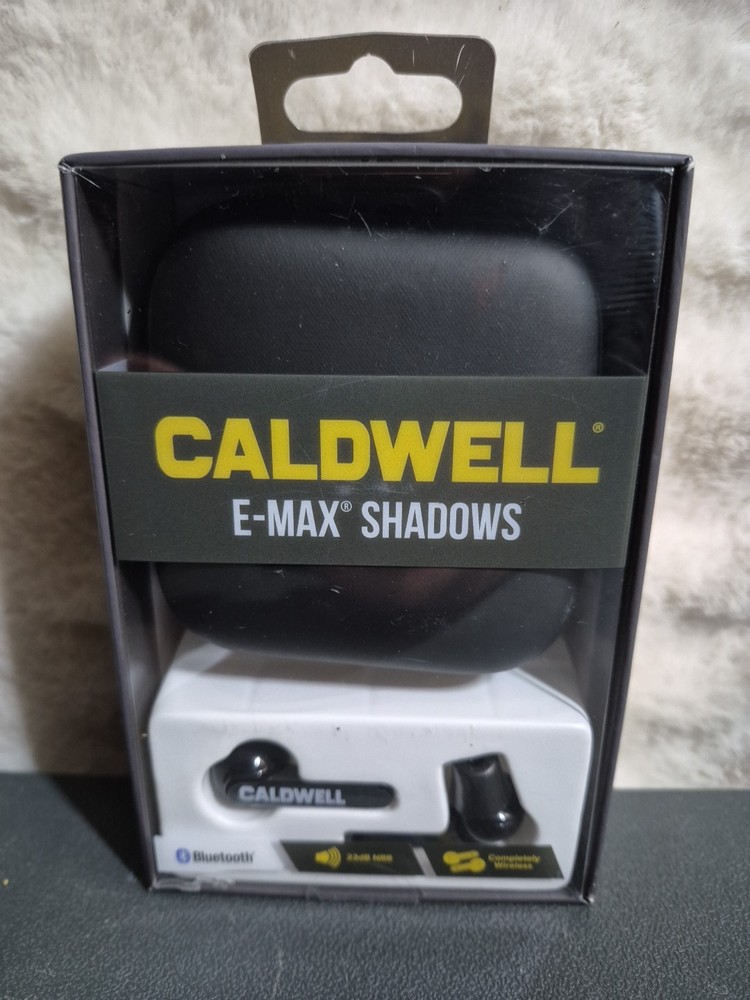 CALDWELL®
E-MAX® SHADOWS
CALDWELL
Bluetooth®
23dB NRR
Completely
Wireless